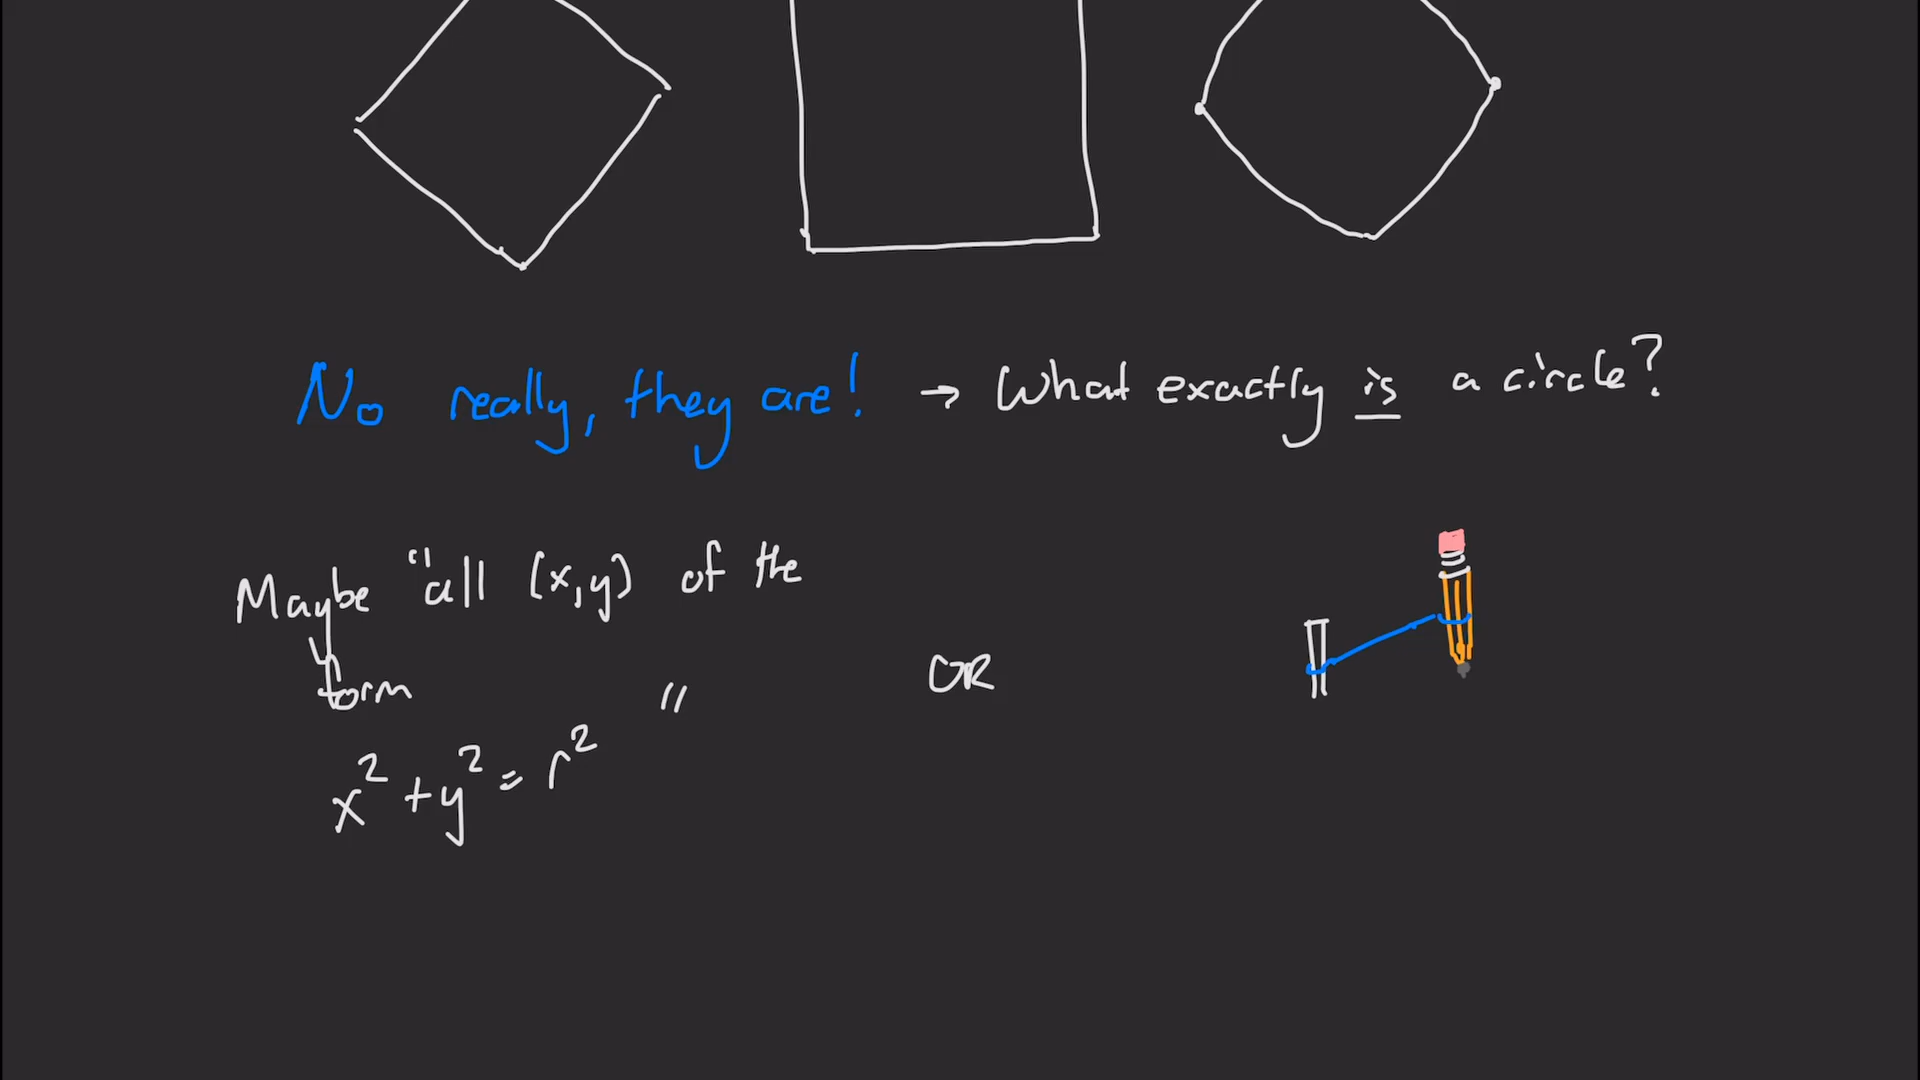 No really, they are! → What exactly is a circle?
Maybe "all (x,y) of the
form
x² + y² = r² "
OR